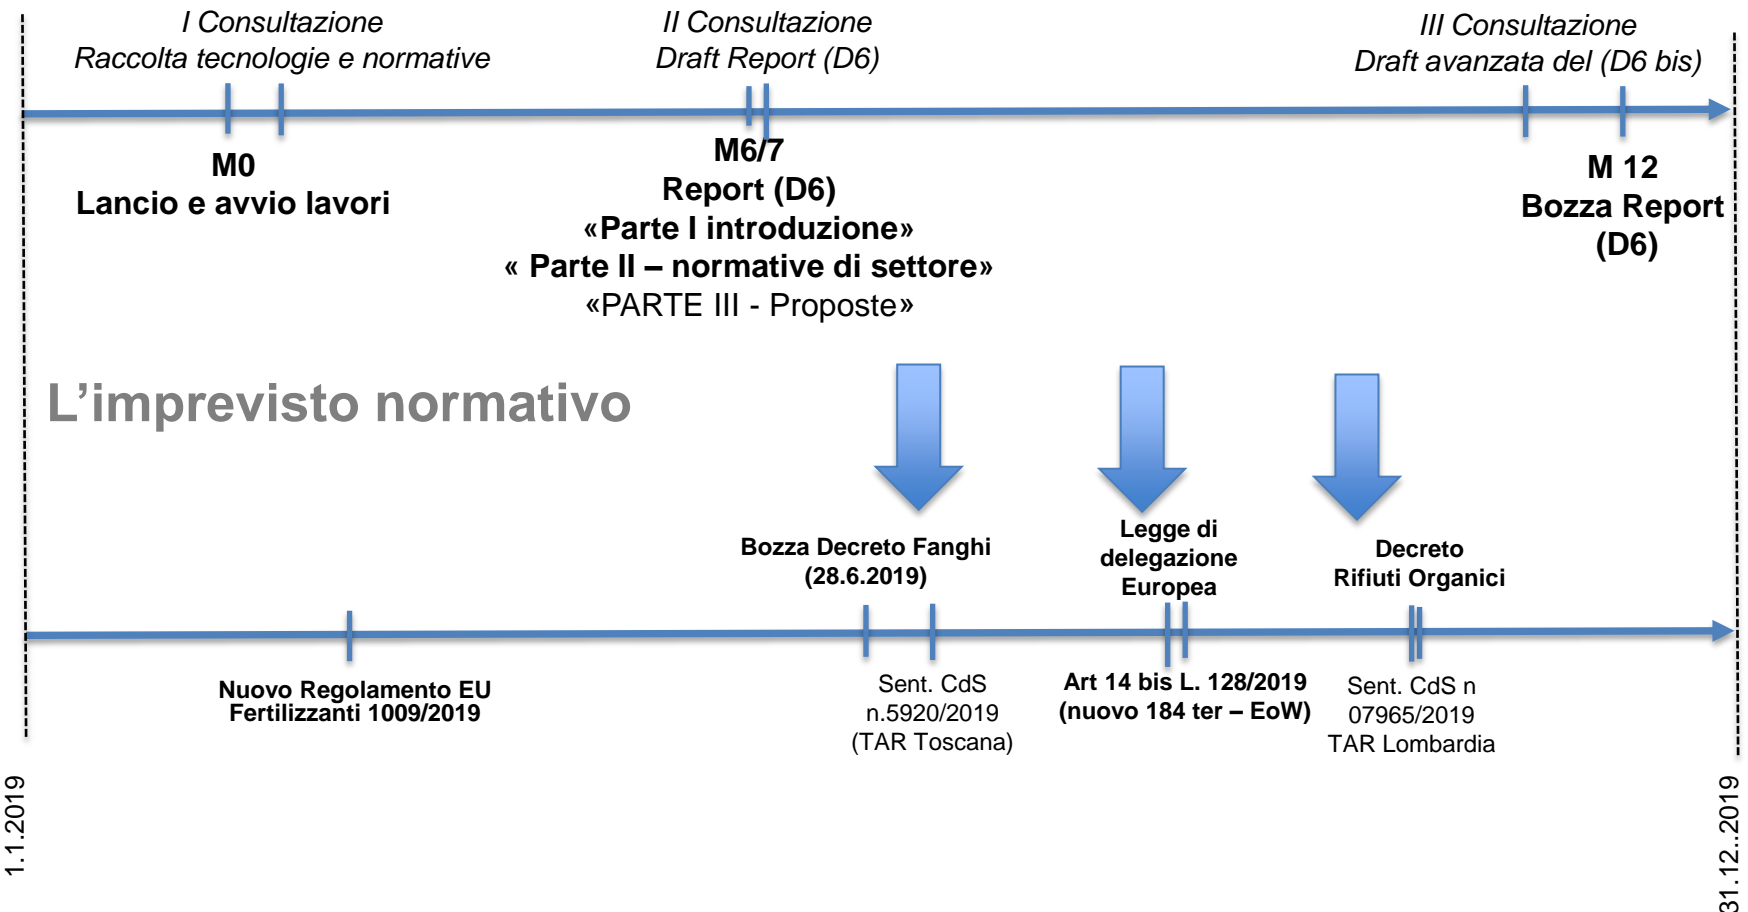 I Consultazione
Raccolta tecnologie e normative
II Consultazione
Draft Report (D6)
III Consultazione
Draft avanzata del (D6 bis)
M0
Lancio e avvio lavori
M6/7
Report (D6)
«Parte I introduzione»
« Parte II – normative di settore»
«PARTE III - Proposte»
M 12
Bozza Report
(D6)
L’imprevisto normativo
Bozza Decreto Fanghi
(28.6.2019)
Legge di
delegazione
Europea
Decreto
Rifiuti Organici
Nuovo Regolamento EU
Fertilizzanti 1009/2019
Sent. CdS
n.5920/2019
(TAR Toscana)
Art 14 bis L. 128/2019
(nuovo 184 ter – EoW)
Sent. CdS n
07965/2019
TAR Lombardia
1.1.2019
31.12..2019